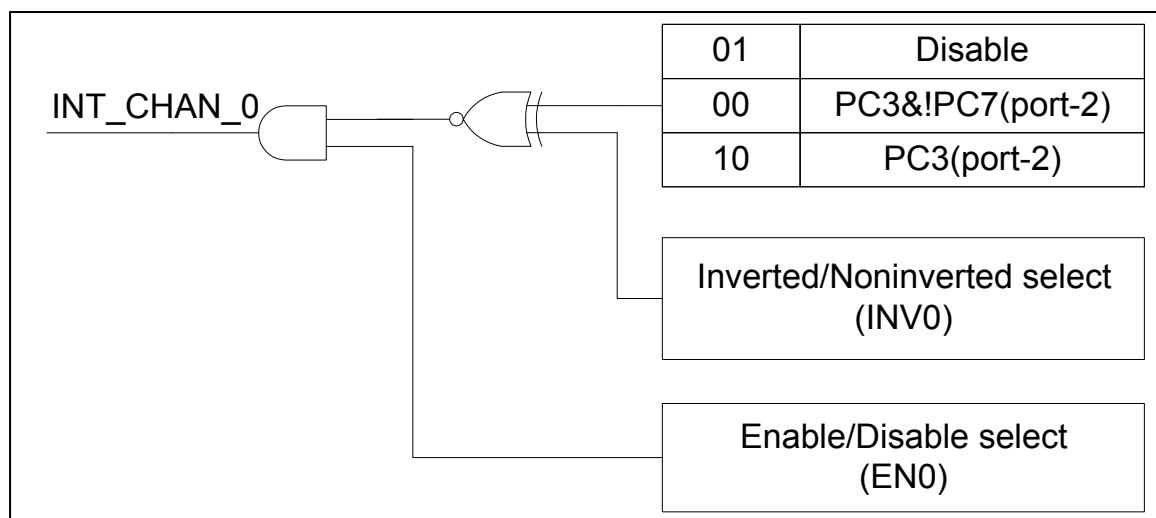 01 Disable
INT_CHAN_0
00 PC3&!PC7(port-2)
10 PC3(port-2)
Inverted/Noninverted select
(INV0)
Enable/Disable select
(EN0)